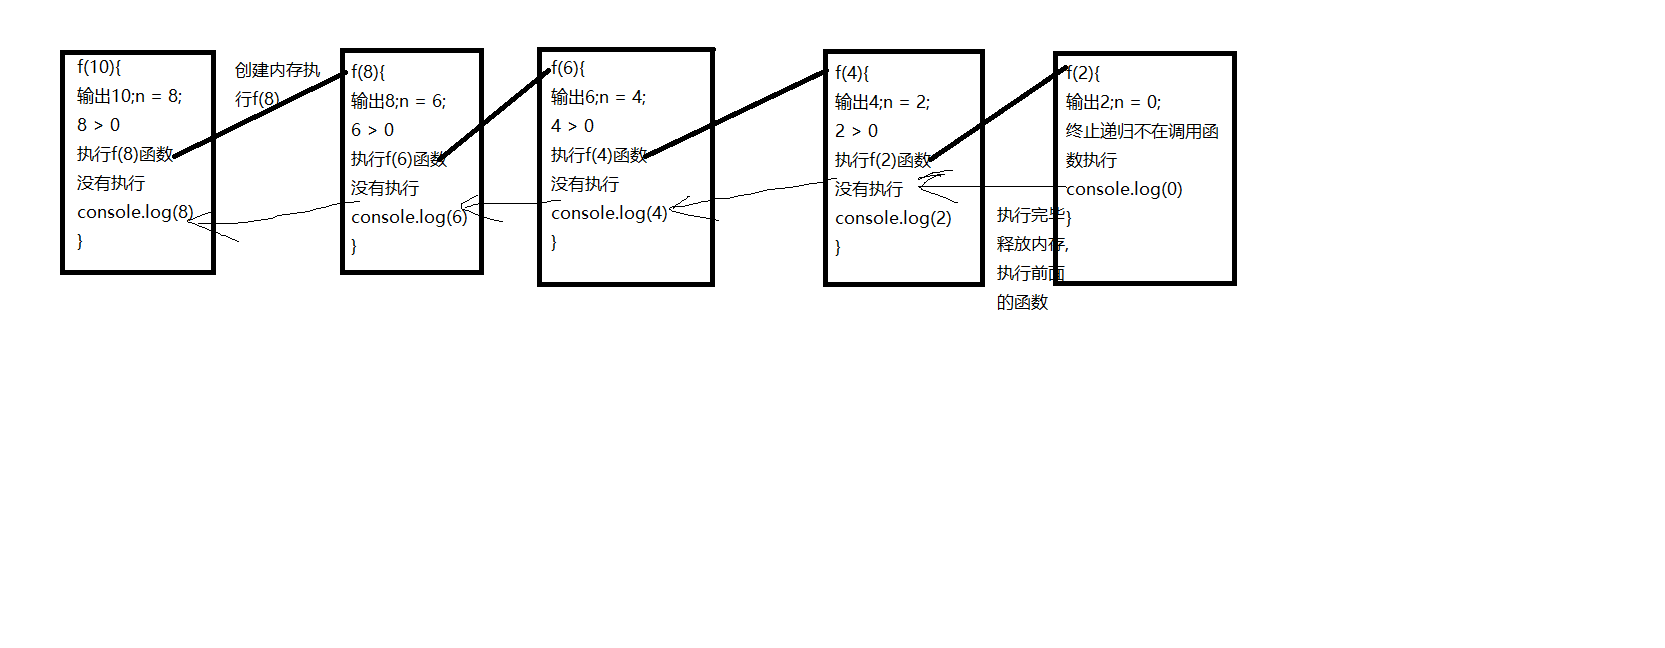 f(10){
输出10;n = 8;
8 > 0
执行f(8)函数
没有执行
console.log(8)
}
创建内存执
行f(8)
f(8){
输出8;n = 6;
6 > 0
执行f(6)函数
没有执行
console.log(6)
}
f(6){
输出6;n = 4;
4 > 0
执行f(4)函数
没有执行
console.log(4)
}
f(4){
输出4;n = 2;
2 > 0
执行f(2)函数
没有执行
console.log(2)
}
f(2){
输出2;n = 0;
终止递归不在调用函
数执行
console.log(0)
}
执行完毕
释放内存,
执行前面
的函数